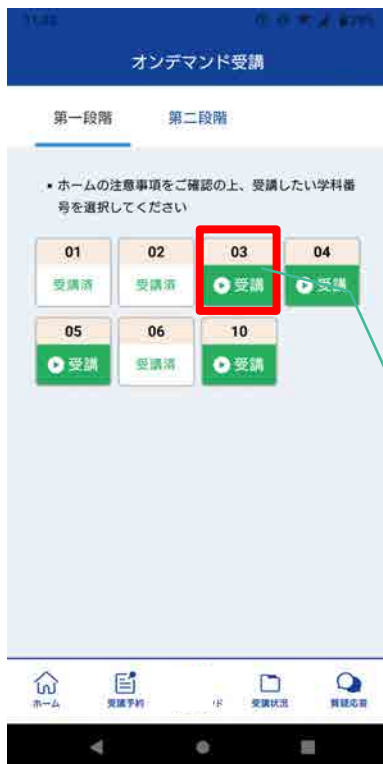 オンデマンド受講
第一段階 第二段階
▪ ホームの注意事項をご確認の上、受講したい学科番
号を選択してください
01 02 03 04
受講済 受講済 受講 受講
05 06 10
受講 受講済 受講
ホーム 受講予約 ド 受講状況 質疑応答